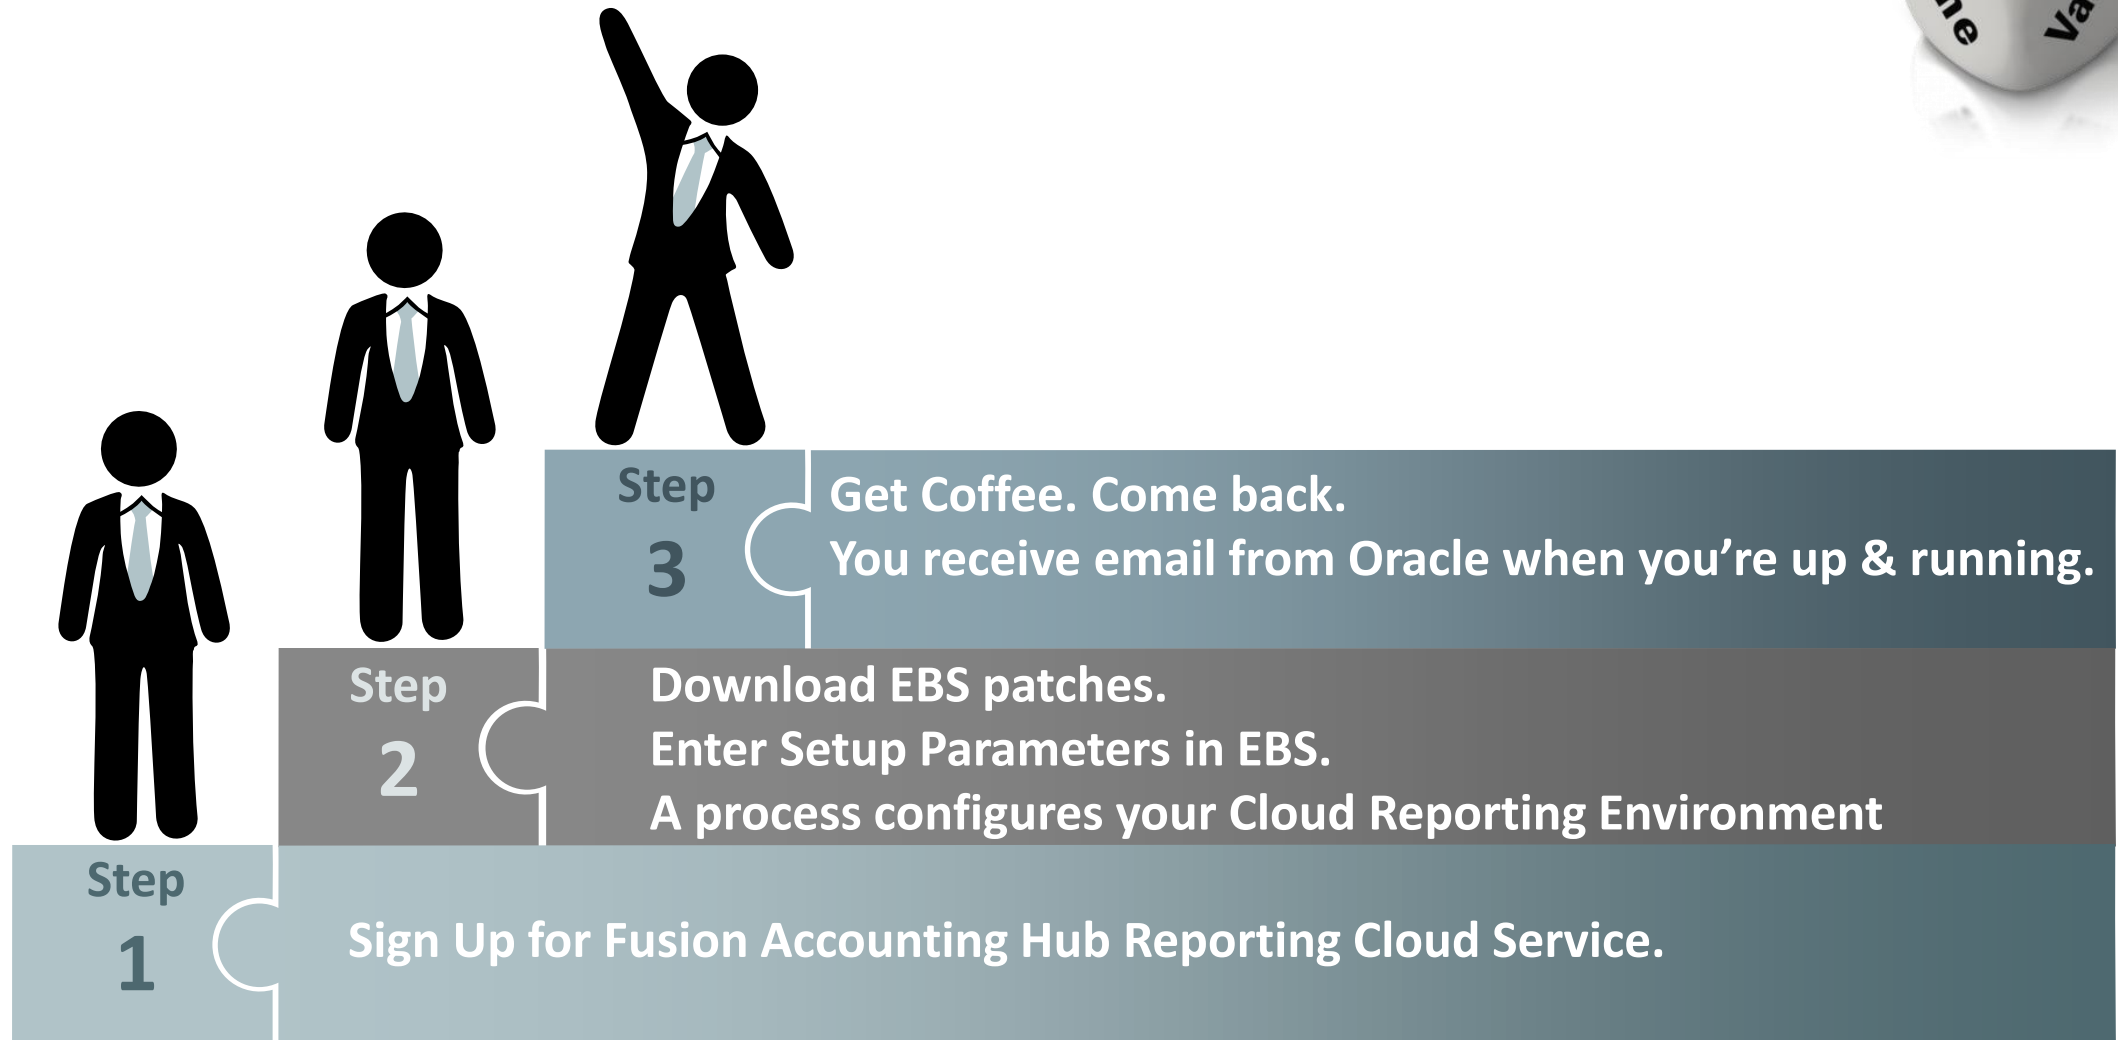 Step
3
Get Coffee. Come back.
You receive email from Oracle when you’re up & running.
Step
2
Download EBS patches.
Enter Setup Parameters in EBS.
A process configures your Cloud Reporting Environment
Step
1
Sign Up for Fusion Accounting Hub Reporting Cloud Service.